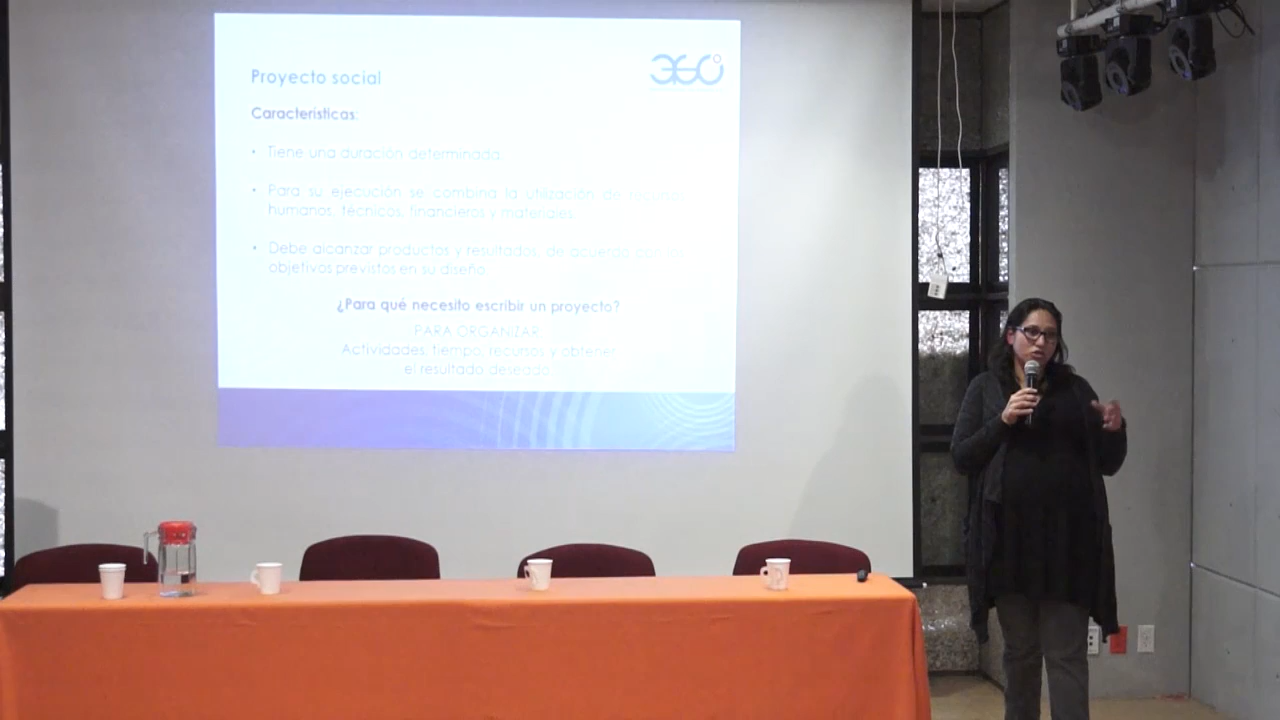 Proyecto social
360°
Características:
• Tiene una duración determinada.
• Para su ejecución se combina la utilización de recursos
humanos, técnicos, financieros y materiales.
• Debe alcanzar productos y resultados, de acuerdo con los
objetivos previstos en su diseño.
¿Para qué necesito escribir un proyecto?
PARA ORGANIZAR:
Actividades, tiempo, recursos y obtener
el resultado deseado